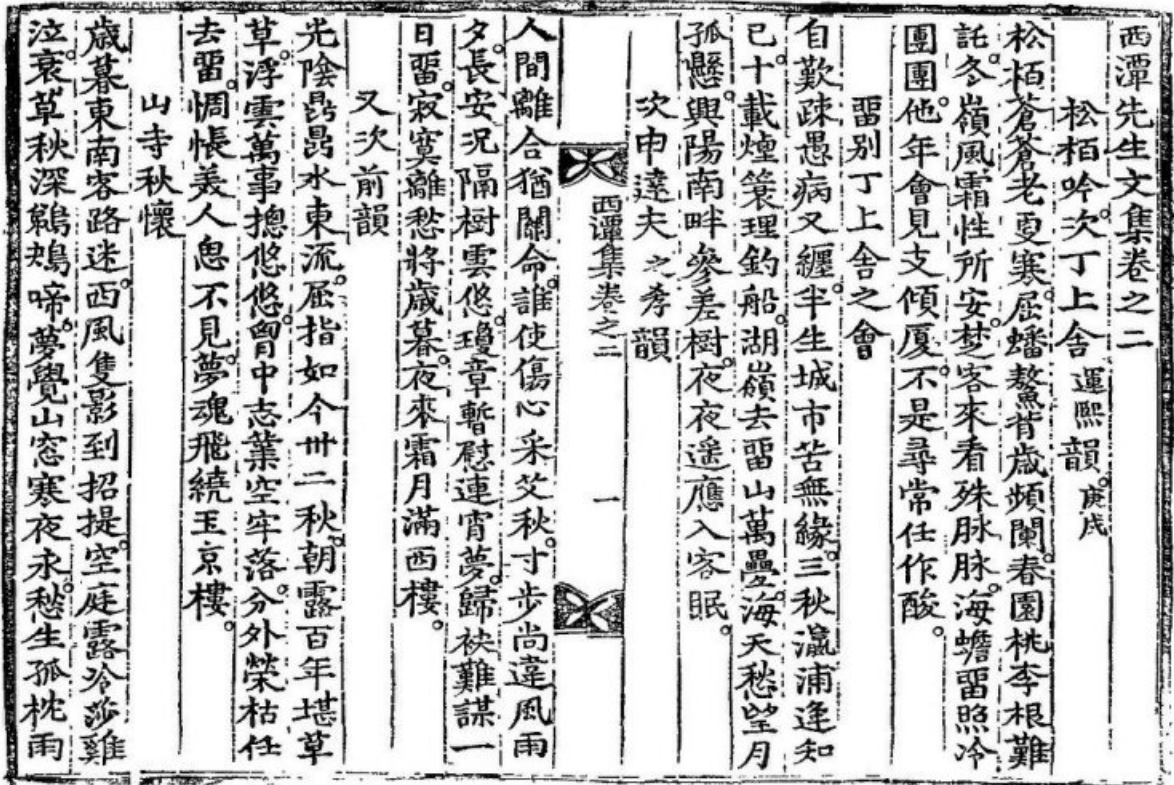 西潭先生文集卷之二
松栢吟。次丁上舍運熙韻。庚戌
松栢蒼蒼老更寒。屈蟠鰲背歲頻闌。春園桃李根難
託。冬嶺風霜性所安。楚客來看殊脉脉。海蟾畱照冷
團團。他年會見支傾厦。不是尋常任作酸。
畱別丁上舍之會
自歎疎愚病又纏。半生城市苦無緣。三秋瀛浦逢知
已。十載煙簑理釣船。湖嶺去畱山萬疊。海天愁望月
孤懸。興陽南畔參差樹。夜夜遥應入客眠。
次申達夫之孝韻
西潭集卷之二
一
人間離合猶關命。誰使傷心采艾秋。寸步尚違風雨
夕。長安況隔樹雲悠。瓊章暫慰連宵夢。歸袂難謀一
日畱。寂寞離愁將歲暮。夜來霜月滿西樓。
又次前韻
光陰昆昆水東流。屈指如今卅二秋。朝露百年堪草
草。浮雲萬事摠悠悠。胷中志業空牢落。分外榮枯任
去畱。惆悵美人思不見。夢魂飛繞玉京樓。
山寺秋懷
歲暮東南客路迷。西風隻影到招提。空庭露冷莎雞
泣。衰草秋深鶗鴂啼。夢覺山窓寒夜永。愁生孤枕雨